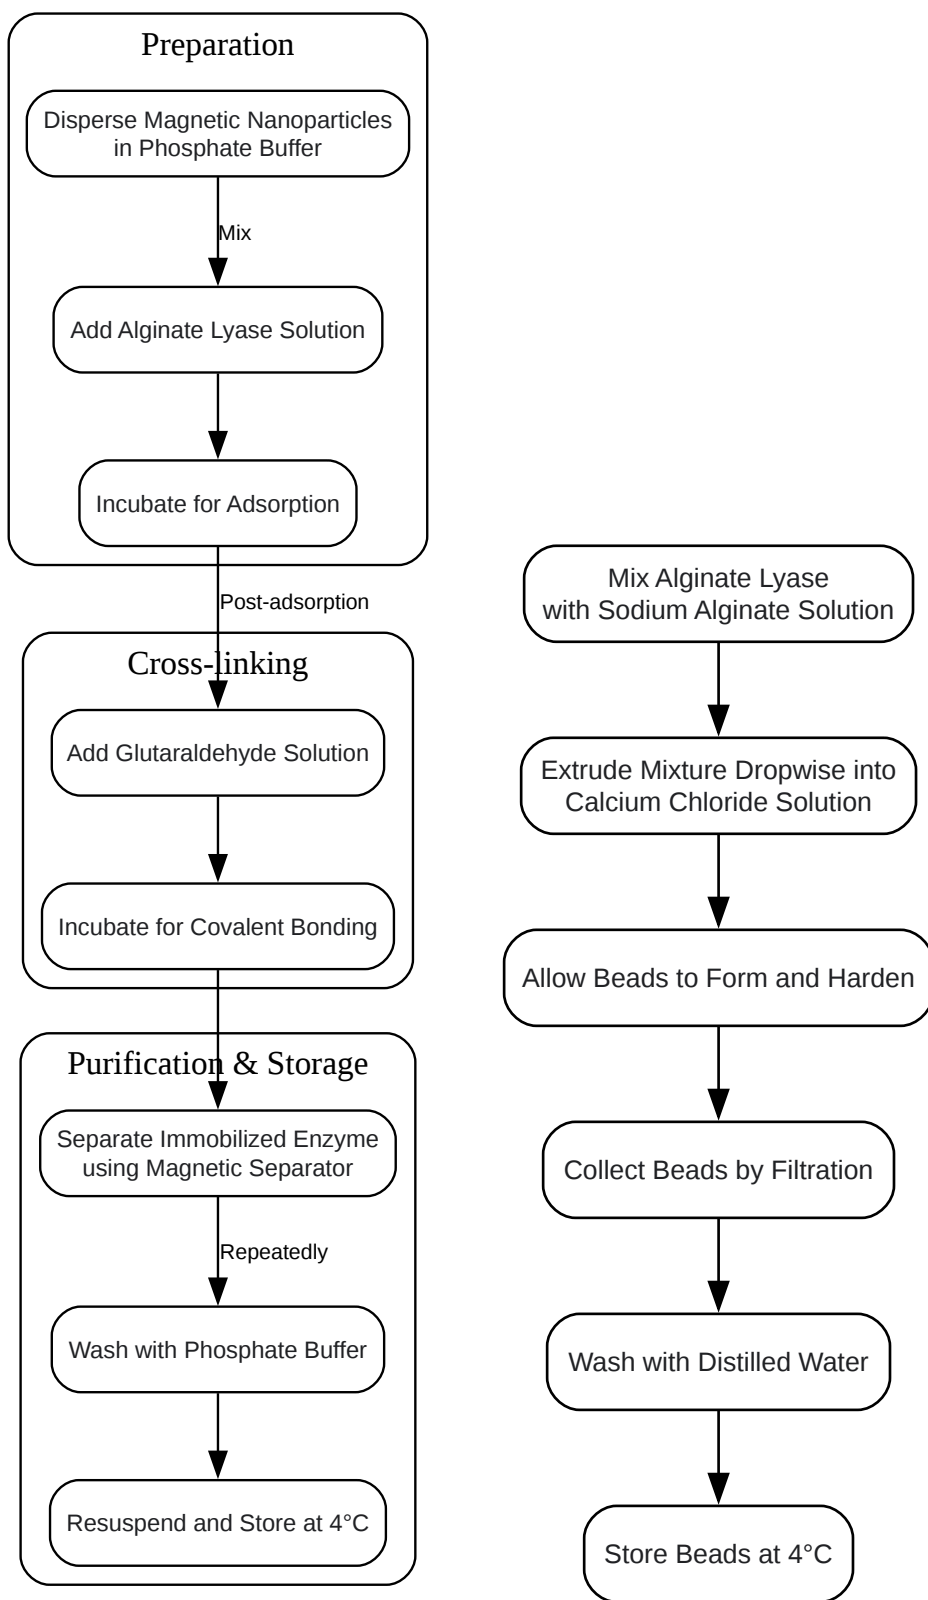 Preparation
Disperse Magnetic Nanoparticles
in Phosphate Buffer
Mix
Add Alginate Lyase Solution
Incubate for Adsorption
Post-adsorption
Cross-linking
Add Glutaraldehyde Solution
Incubate for Covalent Bonding
Purification & Storage
Separate Immobilized Enzyme
using Magnetic Separator
Repeatedly
Wash with Phosphate Buffer
Resuspend and Store at 4°C
Mix Alginate Lyase
with Sodium Alginate Solution
Extrude Mixture Dropwise into
Calcium Chloride Solution
Allow Beads to Form and Harden
Collect Beads by Filtration
Wash with Distilled Water
Store Beads at 4°C